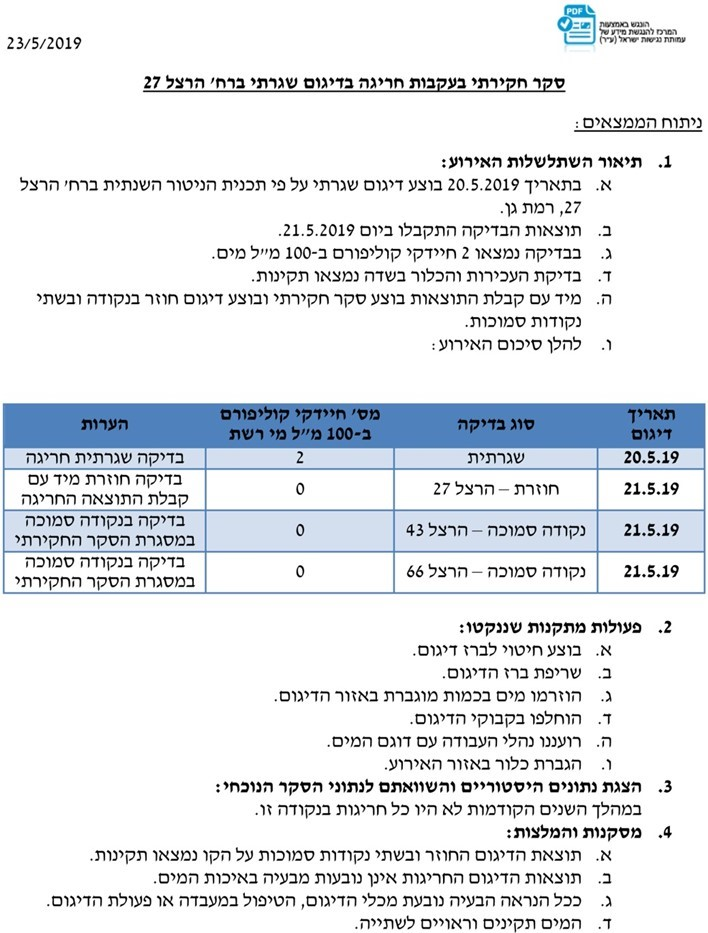 PDF
הונגש באמצעות
המרכז להנגשת מידע של
עמותת נגישות ישראל (ע״ר)
23/5/2019
סקר חקירתי בעקבות חריגה בדיגום שגרתי ברח׳ הרצל 27
ניתוח הממצאים:
1. תיאור השתלשלות האירוע:
א. בתאריך 20.5.2019 בוצע דיגום שגרתי על פי תכנית הניטור השנתית ברח׳ הרצל
27, רמת גן.
ב. תוצאות הבדיקה התקבלו ביום 21.5.2019.
ג. בבדיקה נמצאו 2 חיידקי קוליפורם ב-100 מ״ל מים.
ד. בדיקת העכירות והכלור בשדה נמצאו תקינות.
ה. מיד עם קבלת התוצאות בוצע סקר חקירתי ובוצע דיגום חוזר בנקודה ובשתי
נקודות סמוכות.
ו. להלן סיכום האירוע:
תאריך דיגום | סוג בדיקה | מס׳ חיידקי קוליפורם ב-100 מ״ל מי רשת | הערות
20.5.19 | שגרתית | 2 | בדיקה שגרתית חריגה
21.5.19 | חוזרת – הרצל 27 | 0 | בדיקה חוזרת מיד עם קבלת התוצאה החריגה
21.5.19 | נקודה סמוכה – הרצל 43 | 0 | בדיקה בנקודה סמוכה במסגרת הסקר החקירתי
21.5.19 | נקודה סמוכה – הרצל 66 | 0 | בדיקה בנקודה סמוכה במסגרת הסקר החקירתי
2. פעולות מתקנות שננקטו:
א. בוצע חיטוי לברז דיגום.
ב. שריפת ברז הדיגום.
ג. הוזרמו מים בכמות מוגברת באזור הדיגום.
ד. הוחלפו בקבוקי הדיגום.
ה. רועננו נהלי העבודה עם דוגם המים.
ו. הגברת כלור באזור האירוע.
3. הצגת נתונים היסטוריים והשוואתם לנתוני הסקר הנוכחי:
במהלך השנים הקודמות לא היו כל חריגות בנקודה זו.
4. מסקנות והמלצות:
א. תוצאת הדיגום החוזר ובשתי נקודות סמוכות על הקו נמצאו תקינות.
ב. תוצאות הדיגום החריגות אינן נובעות מבעיה באיכות המים.
ג. ככל הנראה הבעיה נובעת מכלי הדיגום, הטיפול במעבדה או פעולת הדיגום.
ד. המים תקינים וראויים לשתייה.